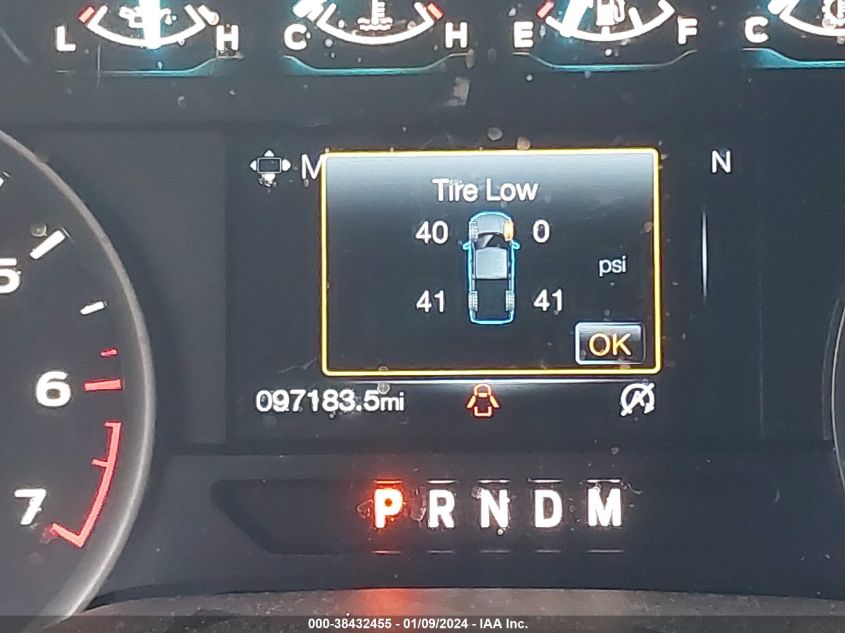 L H C H E F C
M N
Tire Low
40 0
psi
41 41
OK
5
6
7
097183.5mi
P R N D M
000-38432455 - 01/09/2024 - IAA Inc.